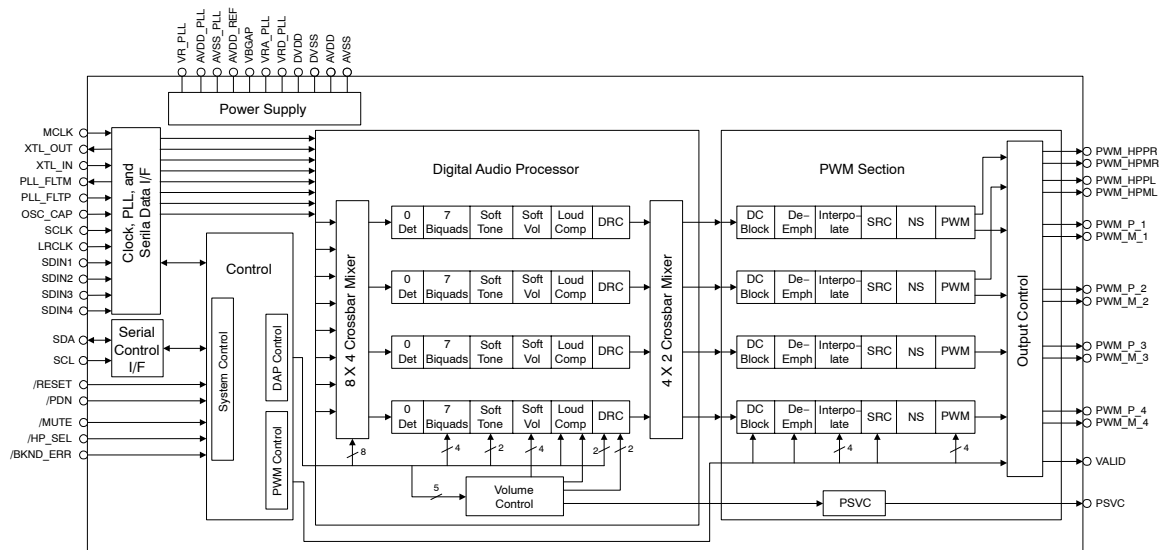 VR_PLL
AVDD_PLL
AVSS_PLL
AVDD_REF
VBGAP
VRA_PLL
VRD_PLL
DVDD
DVSS
AVDD
AVSS
Power Supply
MCLK
XTL_OUT
XTL_IN
PLL_FLTM
PLL_FLTP
OSC_CAP
SCLK
LRCLK
SDIN1
SDIN2
SDIN3
SDIN4
SDA
SCL
/RESET
/PDN
/MUTE
/HP_SEL
/BKND_ERR
Clock, PLL, and
Serila Data I/F
Serial
Control
I/F
Control
System Control
DAP Control
PWM Control
Digital Audio Processor
8 X 4 Crossbar Mixer
0
Det
7
Biquads
Soft
Tone
Soft
Vol
Loud
Comp
DRC
0
Det
7
Biquads
Soft
Tone
Soft
Vol
Loud
Comp
DRC
0
Det
7
Biquads
Soft
Tone
Soft
Vol
Loud
Comp
DRC
0
Det
7
Biquads
Soft
Tone
Soft
Vol
Loud
Comp
DRC
8
4
2
4
2
2
5
Volume
Control
4 X 2 Crossbar Mixer
PWM Section
DC
Block
De–
Emph
Interpo–
late
SRC
NS
PWM
DC
Block
De–
Emph
Interpo–
late
SRC
NS
PWM
DC
Block
De–
Emph
Interpo–
late
SRC
NS
PWM
DC
Block
De–
Emph
Interpo–
late
SRC
NS
PWM
4
4
PSVC
Output Control
PWM_HPPR
PWM_HPMR
PWM_HPPL
PWM_HPML
PWM_P_1
PWM_M_1
PWM_P_2
PWM_M_2
PWM_P_3
PWM_M_3
PWM_P_4
PWM_M_4
VALID
PSVC